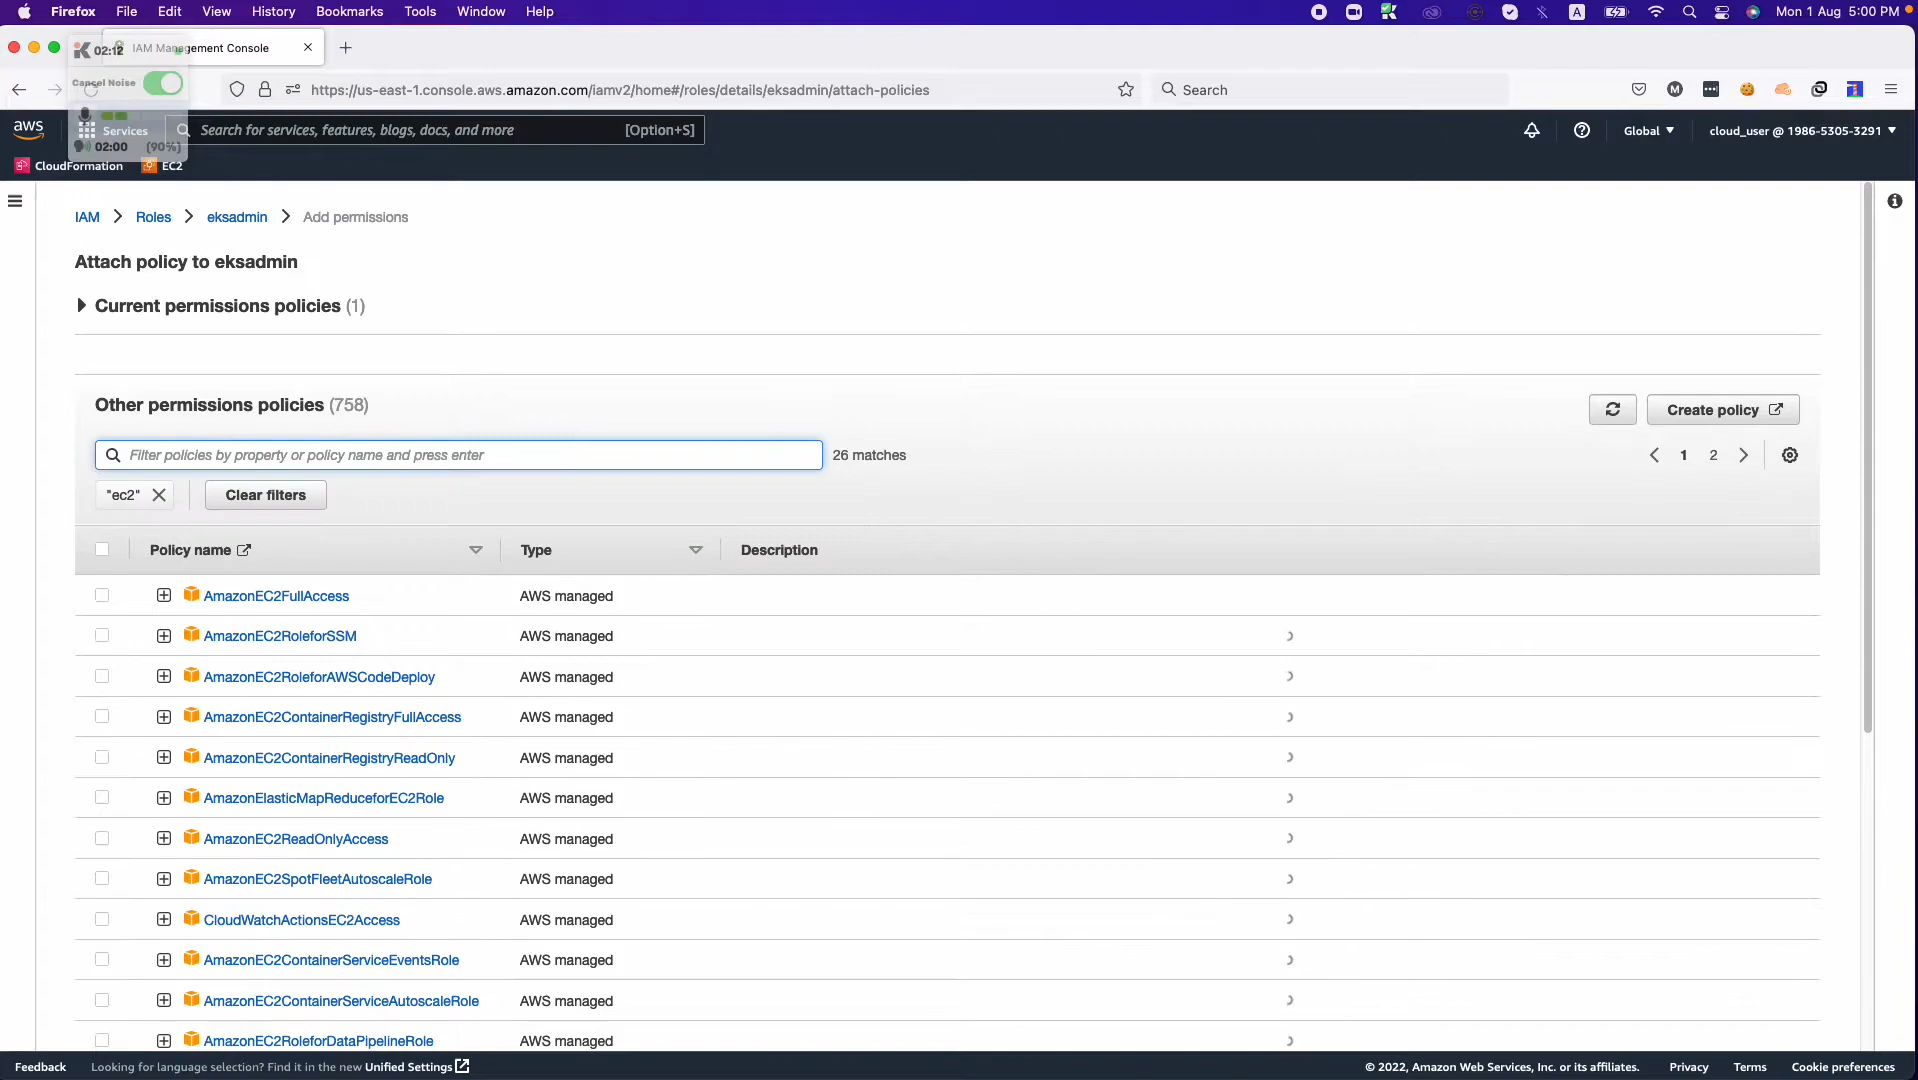 Firefox File Edit View History Bookmarks Tools Window Help Mon 1 Aug 5:00 PM
02:12 IAM Management Console
Cancel Noise
https://us-east-1.console.aws.amazon.com/iamv2/home#/roles/details/eksadmin/attach-policies Search
aws Services Search for services, features, blogs, docs, and more [Option+S] Global cloud_user @ 1986-5305-3291
02:00 (90%)
CloudFormation EC2
IAM > Roles > eksadmin > Add permissions
Attach policy to eksadmin
Current permissions policies (1)
Other permissions policies (758) Create policy
Filter policies by property or policy name and press enter 26 matches 1 2
"ec2" Clear filters
Policy name Type Description
AmazonEC2FullAccess AWS managed
AmazonEC2RoleforSSM AWS managed
AmazonEC2RoleforAWSCodeDeploy AWS managed
AmazonEC2ContainerRegistryFullAccess AWS managed
AmazonEC2ContainerRegistryReadOnly AWS managed
AmazonElasticMapReduceforEC2Role AWS managed
AmazonEC2ReadOnlyAccess AWS managed
AmazonEC2SpotFleetAutoscaleRole AWS managed
CloudWatchActionsEC2Access AWS managed
AmazonEC2ContainerServiceEventsRole AWS managed
AmazonEC2ContainerServiceAutoscaleRole AWS managed
AmazonEC2RoleforDataPipelineRole AWS managed
Feedback Looking for language selection? Find it in the new Unified Settings © 2022, Amazon Web Services, Inc. or its affiliates. Privacy Terms Cookie preferences